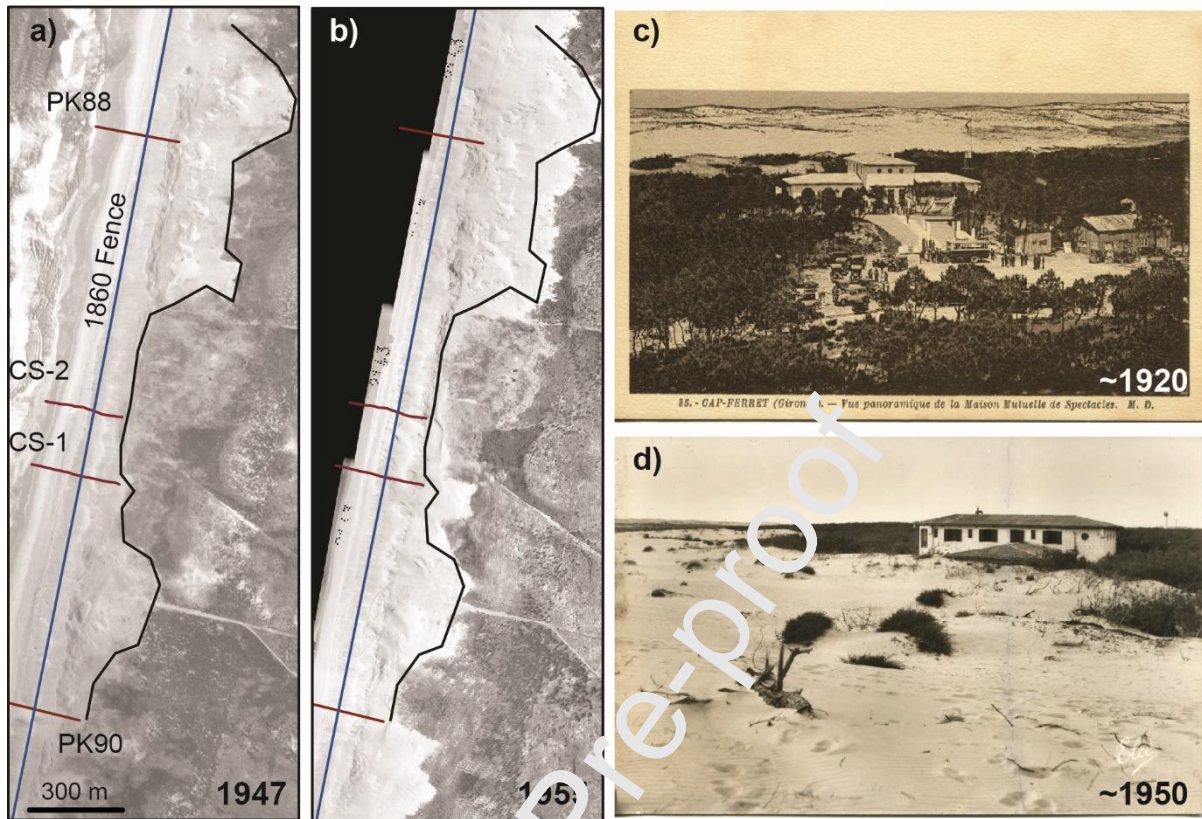 a)
PK88
1860 Fence
CS-2
CS-1
PK90
300 m
1947
b)
c)
~1920
35. - CAP-FERRET — Vue panoramique de la Maison Mutuelle de Spectacles. M. D.
d)
~1950
Pre-proof